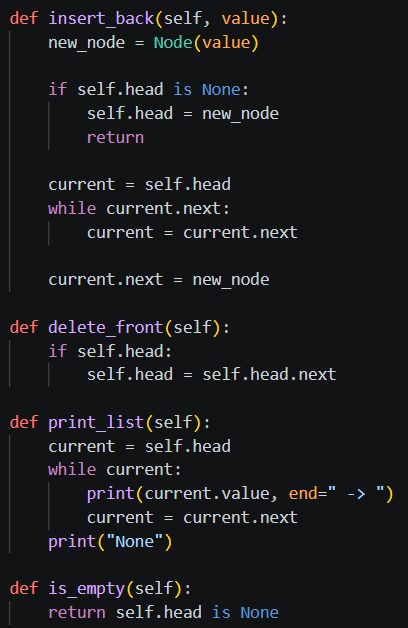 def insert_back(self, value):
    new_node = Node(value)

    if self.head is None:
        self.head = new_node
        return

    current = self.head
    while current.next:
        current = current.next

    current.next = new_node

def delete_front(self):
    if self.head:
        self.head = self.head.next

def print_list(self):
    current = self.head
    while current:
        print(current.value, end=" -> ")
        current = current.next
    print("None")

def is_empty(self):
    return self.head is None